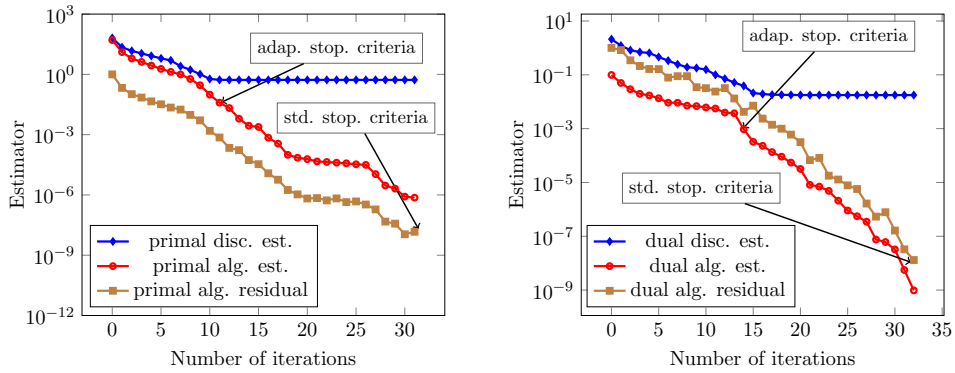 10^3
10^0
10^−3
10^−6
10^−9
10^−12
Estimator
adap. stop. criteria
std. stop. criteria
primal disc. est.
primal alg. est.
primal alg. residual
0 5 10 15 20 25 30
Number of iterations
10^1
10^−1
10^−3
10^−5
10^−7
10^−9
Estimator
adap. stop. criteria
std. stop. criteria
dual disc. est.
dual alg. est.
dual alg. residual
0 5 10 15 20 25 30 35
Number of iterations